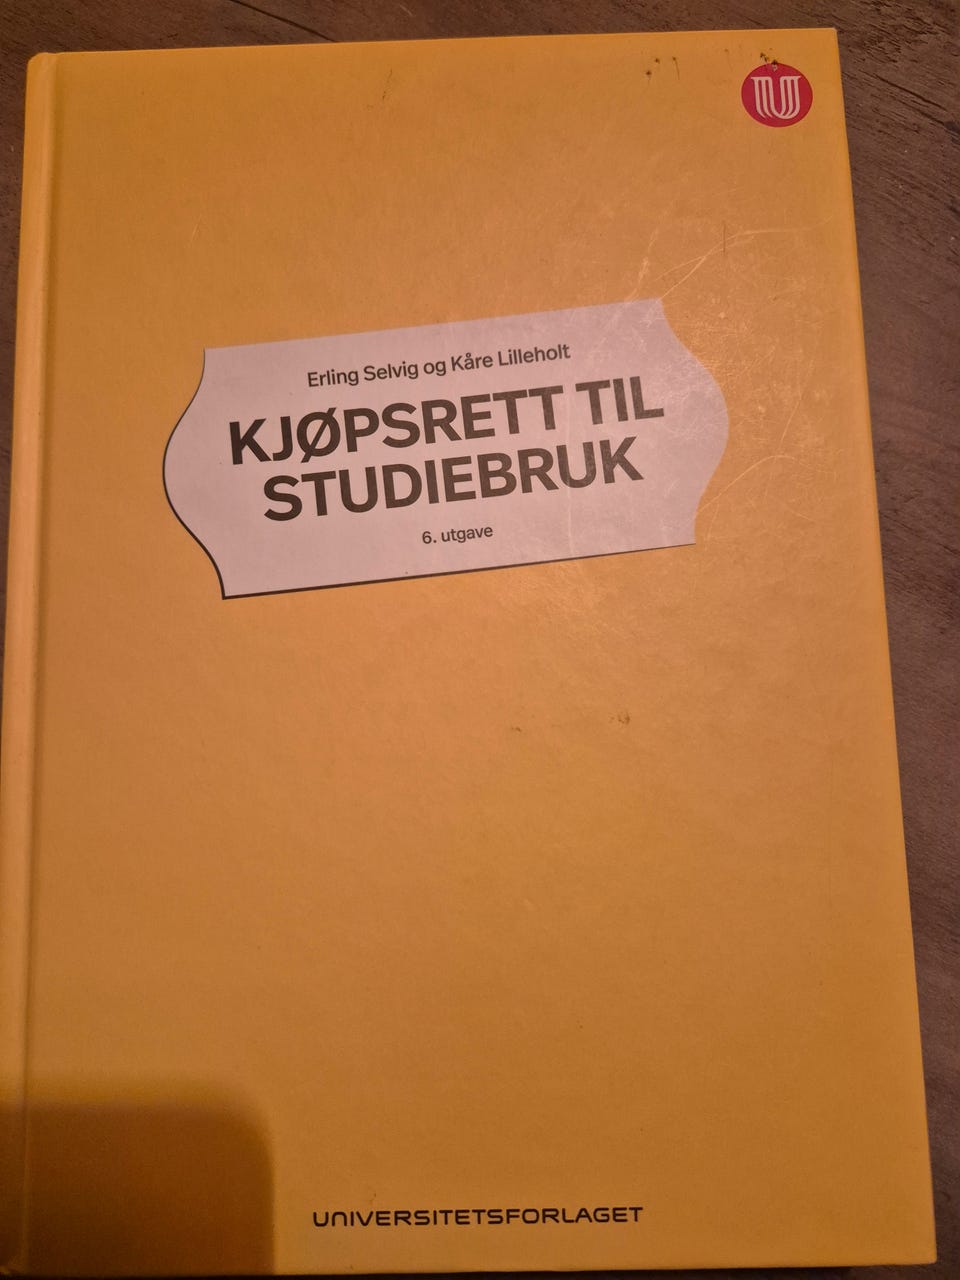 Erling Selvig og Kåre Lilleholt
KJØPSRETT TIL
STUDIEBRUK
6. utgave
UNIVERSITETSFORLAGET